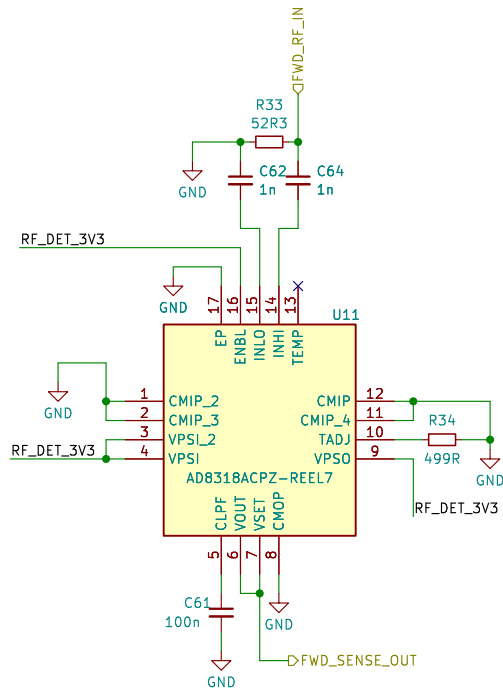 FWD_RF_IN
R33
52R3
C62
1n
C64
1n
GND
RF_DET_3V3
GND
17
16
15
14
13
U11
EP
ENBL
INLO
INHI
TEMP
GND
1
CMIP_2
CMIP
12
2
CMIP_3
CMIP_4
11
RF_DET_3V3
3
VPSI_2
TADJ
10
R34
499R
4
VPSI
VPSO
9
GND
AD8318ACPZ-REEL7
RF_DET_3V3
CLPF
VOUT
VSET
CMOP
5
6
7
8
C61
100n
GND
GND
FWD_SENSE_OUT